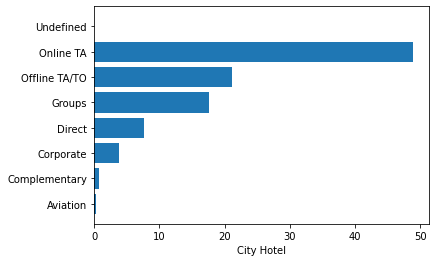 Undefined
Online TA
Offline TA/TO
Groups
Direct
Corporate
Complementary
Aviation
0 10 20 30 40 50
City Hotel